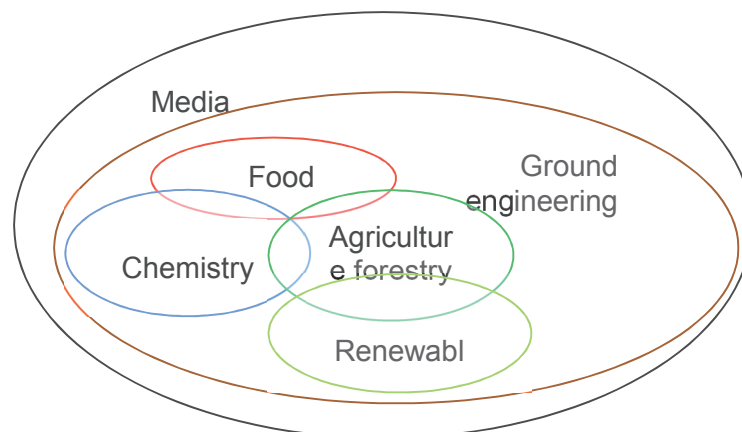 Media
Food
Ground
engineering
Agricultur
e forestry
Chemistry
Renewabl